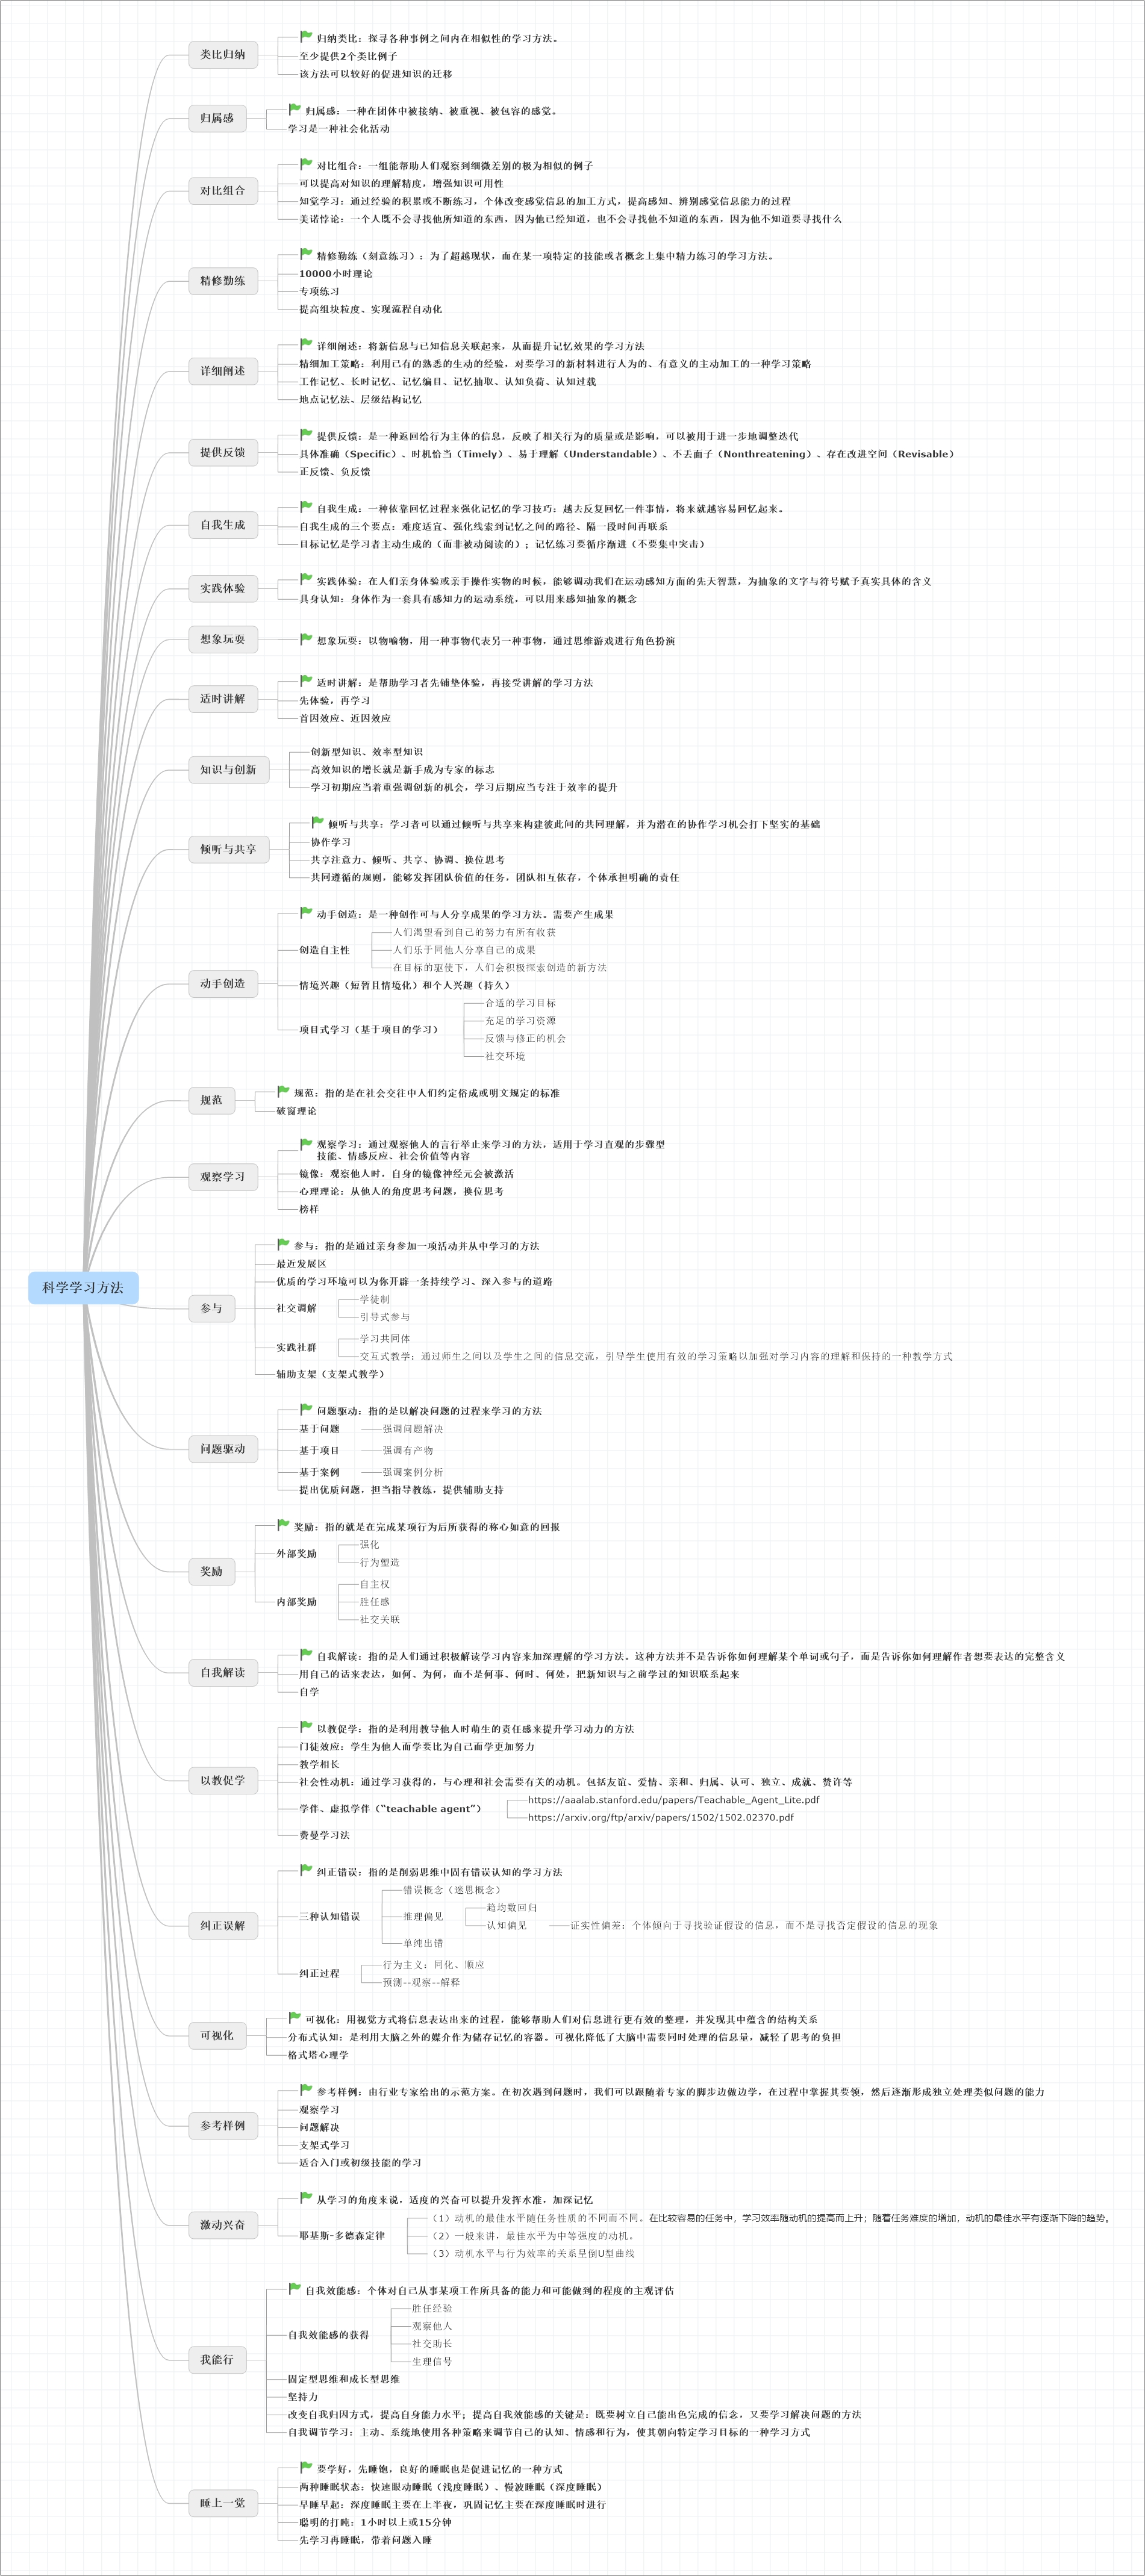 类比归纳
归纳类比：探寻各种事例之间内在相似性的学习方法。
至少提供2个类比例子
该方法可以较好的促进知识的迁移
归属感
归属感：一种在团体中被接纳、被重视、被包容的感觉。
学习是一种社会化活动
对比组合
对比组合：一组能帮助人们观察到细微差别的极为相似的例子
可以提高对知识的理解精度，增强知识可用性
知觉学习：通过经验的积累或不断练习，个体改变感觉信息的加工方式，提高感知、辨别感觉信息能力的过程
美诺悖论：一个人既不会寻找他所知道的东西，因为他已经知道，也不会寻找他不知道的东西，因为他不知道要寻找什么
精修勤练
精修勤练（刻意练习）：为了超越现状，而在某一项特定的技能或者概念上集中精力练习的学习方法。
10000小时理论
专项练习
提高组块粒度、实现流程自动化
详细阐述
详细阐述：将新信息与已知信息关联起来，从而提升记忆效果的学习方法
精细加工策略：利用已有的熟悉的生动的经验，对要学习的新材料进行人为的、有意义的主动加工的一种学习策略
工作记忆、长时记忆、记忆编目、记忆抽取、认知负荷、认知过载
地点记忆法、层级结构记忆
提供反馈
提供反馈：是一种返回给行为主体的信息，反映了相关行为的质量或是影响，可以被用于进一步地调整迭代
具体准确（Specific）、时机恰当（Timely）、易于理解（Understandable）、不丢面子（Nonthreatening）、存在改进空间（Revisable）
正反馈、负反馈
自我生成
自我生成：一种依靠回忆过程来强化记忆的学习技巧：越去反复回忆一件事情，将来就越容易回忆起来。
自我生成的三个要点：难度适宜、强化线索到记忆之间的路径、隔一段时间再联系
目标记忆是学习者主动生成的（而非被动阅读的）；记忆练习要循序渐进（不要集中突击）
实践体验
实践体验：在人们亲身体验或亲手操作实物的时候，能够调动我们在运动感知方面的先天智慧，为抽象的文字与符号赋予真实具体的含义
具身认知：身体作为一套具有感知力的运动系统，可以用来感知抽象的概念
想象玩耍
想象玩耍：以物喻物，用一种事物代表另一种事物，通过思维游戏进行角色扮演
适时讲解
适时讲解：是帮助学习者先铺垫体验，再接受讲解的学习方法
先体验，再学习
首因效应、近因效应
知识与创新
创新型知识、效率型知识
高效知识的增长就是新手成为专家的标志
学习初期应当着重强调创新的机会，学习后期应当专注于效率的提升
倾听与共享
倾听与共享：学习者可以通过倾听与共享来构建彼此间的共同理解，并为潜在的协作学习机会打下坚实的基础
协作学习
共享注意力、倾听、共享、协调、换位思考
共同遵循的规则，能够发挥团队价值的任务，团队相互依存，个体承担明确的责任
动手创造
动手创造：是一种创作可与人分享成果的学习方法。需要产生成果
创造自主性
人们渴望看到自己的努力有所有收获
人们乐于同他人分享自己的成果
在目标的驱使下，人们会积极探索创造的新方法
情境兴趣（短暂且情境化）和个人兴趣（持久）
项目式学习（基于项目的学习）
合适的学习目标
充足的学习资源
反馈与修正的机会
社交环境
规范
规范：指的是在社会交往中人们约定俗成或明文规定的标准
破窗理论
观察学习
观察学习：通过观察他人的言行举止来学习的方法，适用于学习直观的步骤型
技能、情感反应、社会价值等内容
镜像：观察他人时，自身的镜像神经元会被激活
心理理论：从他人的角度思考问题，换位思考
榜样
科学学习方法
参与
参与：指的是通过亲身参加一项活动并从中学习的方法
最近发展区
优质的学习环境可以为你开辟一条持续学习、深入参与的道路
社交调解
学徒制
引导式参与
实践社群
学习共同体
交互式教学：通过师生之间以及学生之间的信息交流，引导学生使用有效的学习策略以加强对学习内容的理解和保持的一种教学方式
辅助支架（支架式教学）
问题驱动
问题驱动：指的是以解决问题的过程来学习的方法
基于问题
强调问题解决
基于项目
强调有产物
基于案例
强调案例分析
提出优质问题，担当指导教练，提供辅助支持
奖励
奖励：指的就是在完成某项行为后所获得的称心如意的回报
外部奖励
强化
行为塑造
内部奖励
自主权
胜任感
社交关联
自我解读
自我解读：指的是人们通过积极解读学习内容来加深理解的学习方法。这种方法并不是告诉你如何理解某个单词或句子，而是告诉你如何理解作者想要表达的完整含义
用自己的话来表达，如何、为何，而不是何事、何时、何处，把新知识与之前学过的知识联系起来
自学
以教促学
以教促学：指的是利用教导他人时萌生的责任感来提升学习动力的方法
门徒效应：学生为他人而学要比为自己而学更加努力
教学相长
社会性动机：通过学习获得的，与心理和社会需要有关的动机。包括友谊、爱情、亲和、归属、认可、独立、成就、赞许等
学伴、虚拟学伴（“teachable agent”）
https://aaalab.stanford.edu/papers/Teachable_Agent_Lite.pdf
https://arxiv.org/ftp/arxiv/papers/1502/1502.02370.pdf
费曼学习法
纠正误解
纠正错误：指的是削弱思维中固有错误认知的学习方法
三种认知错误
错误概念（迷思概念）
推理偏见
趋均数回归
认知偏见
证实性偏差：个体倾向于寻找验证假设的信息，而不是寻找否定假设的信息的现象
单纯出错
纠正过程
行为主义：同化、顺应
预测--观察--解释
可视化
可视化：用视觉方式将信息表达出来的过程，能够帮助人们对信息进行更有效的整理，并发现其中蕴含的结构关系
分布式认知：是利用大脑之外的媒介作为储存记忆的容器。可视化降低了大脑中需要同时处理的信息量，减轻了思考的负担
格式塔心理学
参考样例
参考样例：由行业专家给出的示范方案。在初次遇到问题时，我们可以跟随着专家的脚步边做边学，在过程中掌握其要领，然后逐渐形成独立处理类似问题的能力
观察学习
问题解决
支架式学习
适合入门或初级技能的学习
激动兴奋
从学习的角度来说，适度的兴奋可以提升发挥水准，加深记忆
耶基斯-多德森定律
（1）动机的最佳水平随任务性质的不同而不同。在比较容易的任务中，学习效率随动机的提高而上升；随着任务难度的增加，动机的最佳水平有逐渐下降的趋势。
（2）一般来讲，最佳水平为中等强度的动机。
（3）动机水平与行为效率的关系呈倒U型曲线
我能行
自我效能感：个体对自己从事某项工作所具备的能力和可能做到的程度的主观评估
自我效能感的获得
胜任经验
观察他人
社交助长
生理信号
固定型思维和成长型思维
坚持力
改变自我归因方式，提高自身能力水平；提高自我效能感的关键是：既要树立自己能出色完成的信念，又要学习解决问题的方法
自我调节学习：主动、系统地使用各种策略来调节自己的认知、情感和行为，使其朝向特定学习目标的一种学习方式
睡上一觉
要学好，先睡饱，良好的睡眠也是促进记忆的一种方式
两种睡眠状态：快速眼动睡眠（浅度睡眠）、慢波睡眠（深度睡眠）
早睡早起：深度睡眠主要在上半夜，巩固记忆主要在深度睡眠时进行
聪明的打盹：1小时以上或15分钟
先学习再睡眠，带着问题入睡